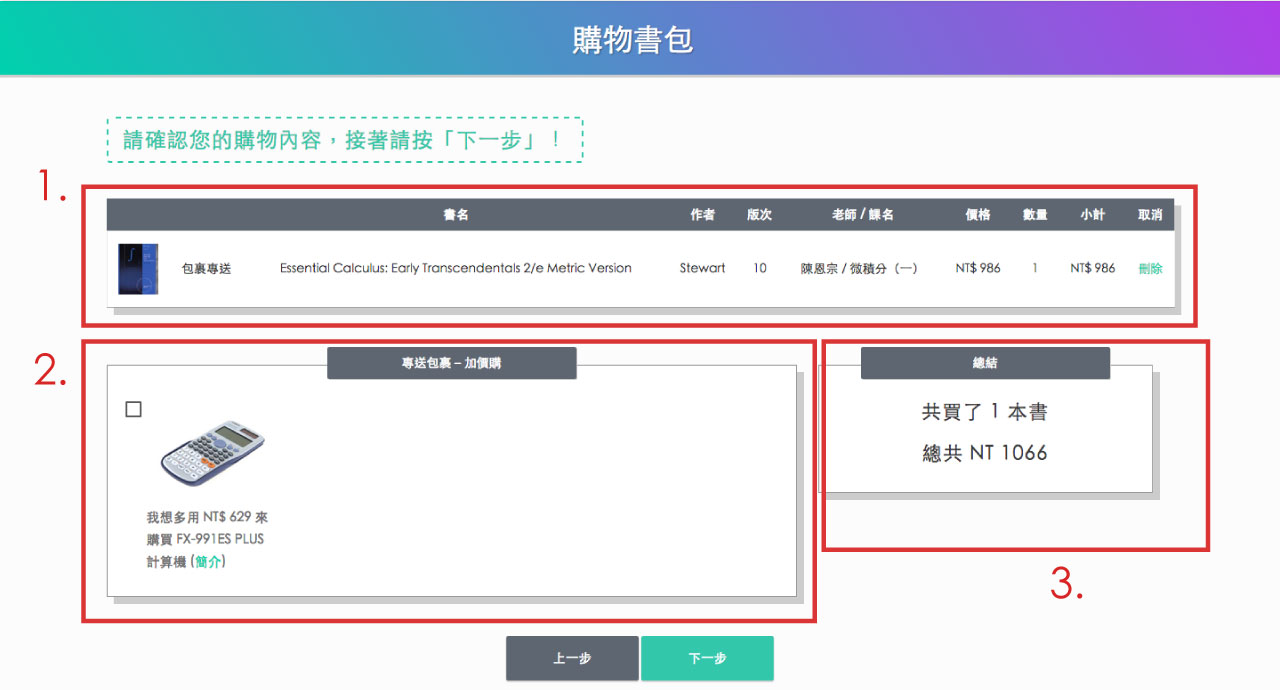 購物書包
請確認您的購物內容，接著請按「下一步」！
1.
書名 作者 版次 老師 / 課名 價格 數量 小計 取消
包裹專送 Essential Calculus: Early Transcendentals 2/e Metric Version Stewart 10 陳恩宗 / 微積分（一） NT$ 986 1 NT$ 986 刪除
2.
專送包裹 – 加價購
我想多用 NT$ 629 來
購買 FX-991ES PLUS
計算機 (簡介)
總結
共買了 1 本書
總共 NT 1066
3.
上一步 下一步